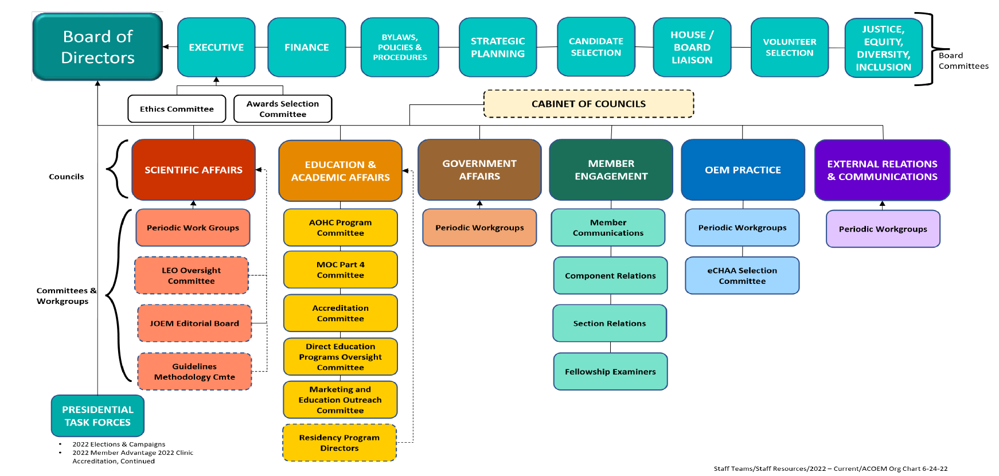 Board of
Directors
EXECUTIVE
FINANCE
BYLAWS,
POLICIES &
PROCEDURES
STRATEGIC
PLANNING
CANDIDATE
SELECTION
HOUSE /
BOARD
LIAISON
VOLUNTEER
SELECTION
JUSTICE,
EQUITY,
DIVERSITY,
INCLUSION
Board
Committees
Ethics Committee
Awards Selection
Committee
CABINET OF COUNCILS
Councils
SCIENTIFIC AFFAIRS
EDUCATION &
ACADEMIC AFFAIRS
GOVERNMENT
AFFAIRS
MEMBER
ENGAGEMENT
OEM PRACTICE
EXTERNAL RELATIONS
& COMMUNICATIONS
Committees &
Workgroups
Periodic Work Groups
LEO Oversight
Committee
JOEM Editorial Board
Guidelines
Methodology Cmte
AOHC Program
Committee
MOC Part 4
Committee
Accreditation
Committee
Direct Education
Programs Oversight
Committee
Marketing and
Education Outreach
Committee
Residency Program
Directors
Periodic Workgroups
Member
Communications
Component Relations
Section Relations
Fellowship Examiners
Periodic Workgroups
eCHAA Selection
Committee
Periodic Workgroups
PRESIDENTIAL
TASK FORCES
• 2022 Elections & Campaigns
• 2022 Member Advantage 2022 Clinic
Accreditation, Continued
Staff Teams/Staff Resources/2022 – Current/ACOEM Org Chart 6-24-22